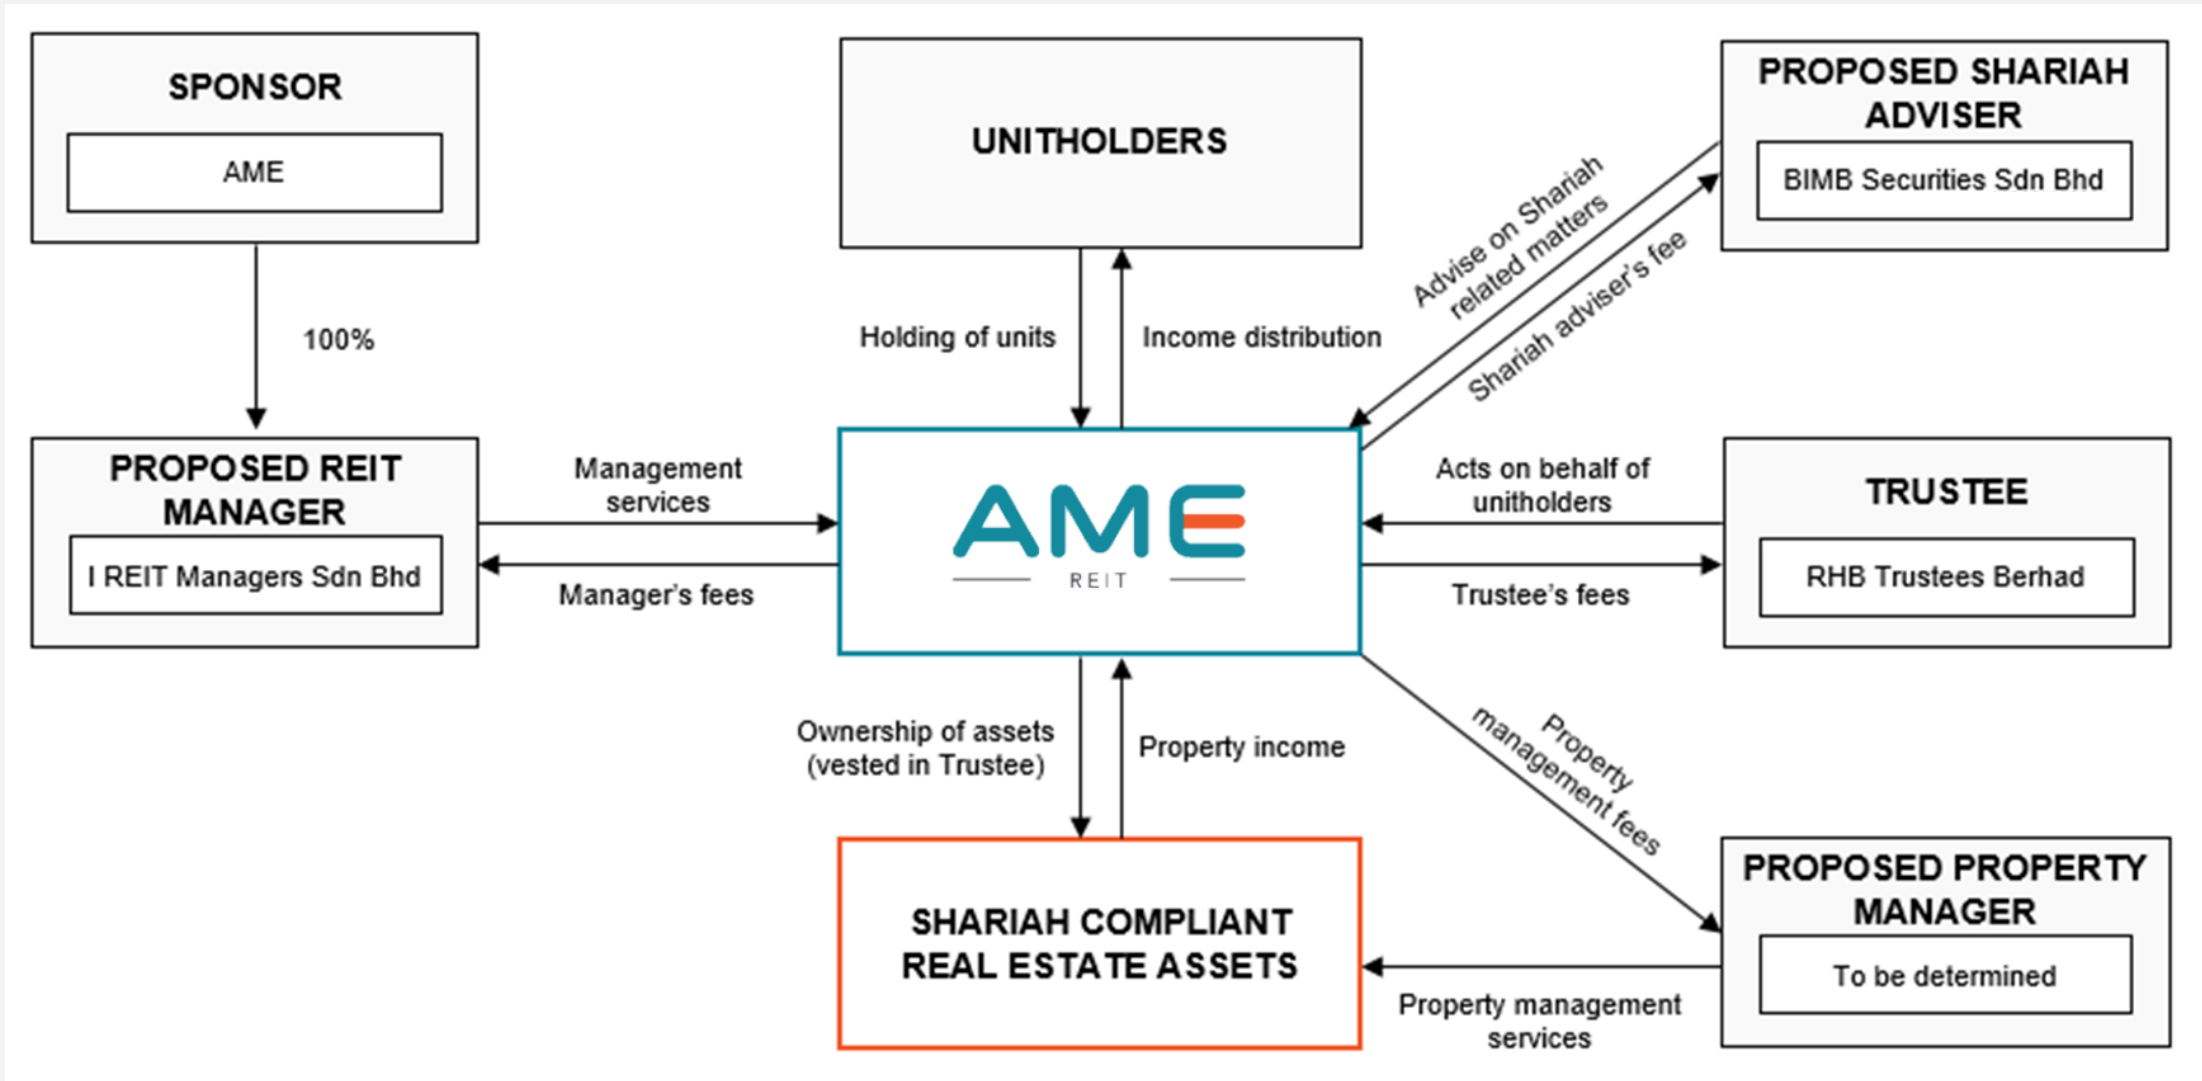 SPONSOR
AME
UNITHOLDERS
PROPOSED SHARIAH
ADVISER
BIMB Securities Sdn Bhd
100%
Holding of units
Income distribution
Advise on Shariah
related matters
Shariah adviser's fee
PROPOSED REIT
MANAGER
I REIT Managers Sdn Bhd
Management
services
Manager's fees
AME
REIT
Acts on behalf of
unitholders
Trustee's fees
TRUSTEE
RHB Trustees Berhad
Ownership of assets
(vested in Trustee)
Property income
Property
management fees
SHARIAH COMPLIANT
REAL ESTATE ASSETS
Property management
services
PROPOSED PROPERTY
MANAGER
To be determined